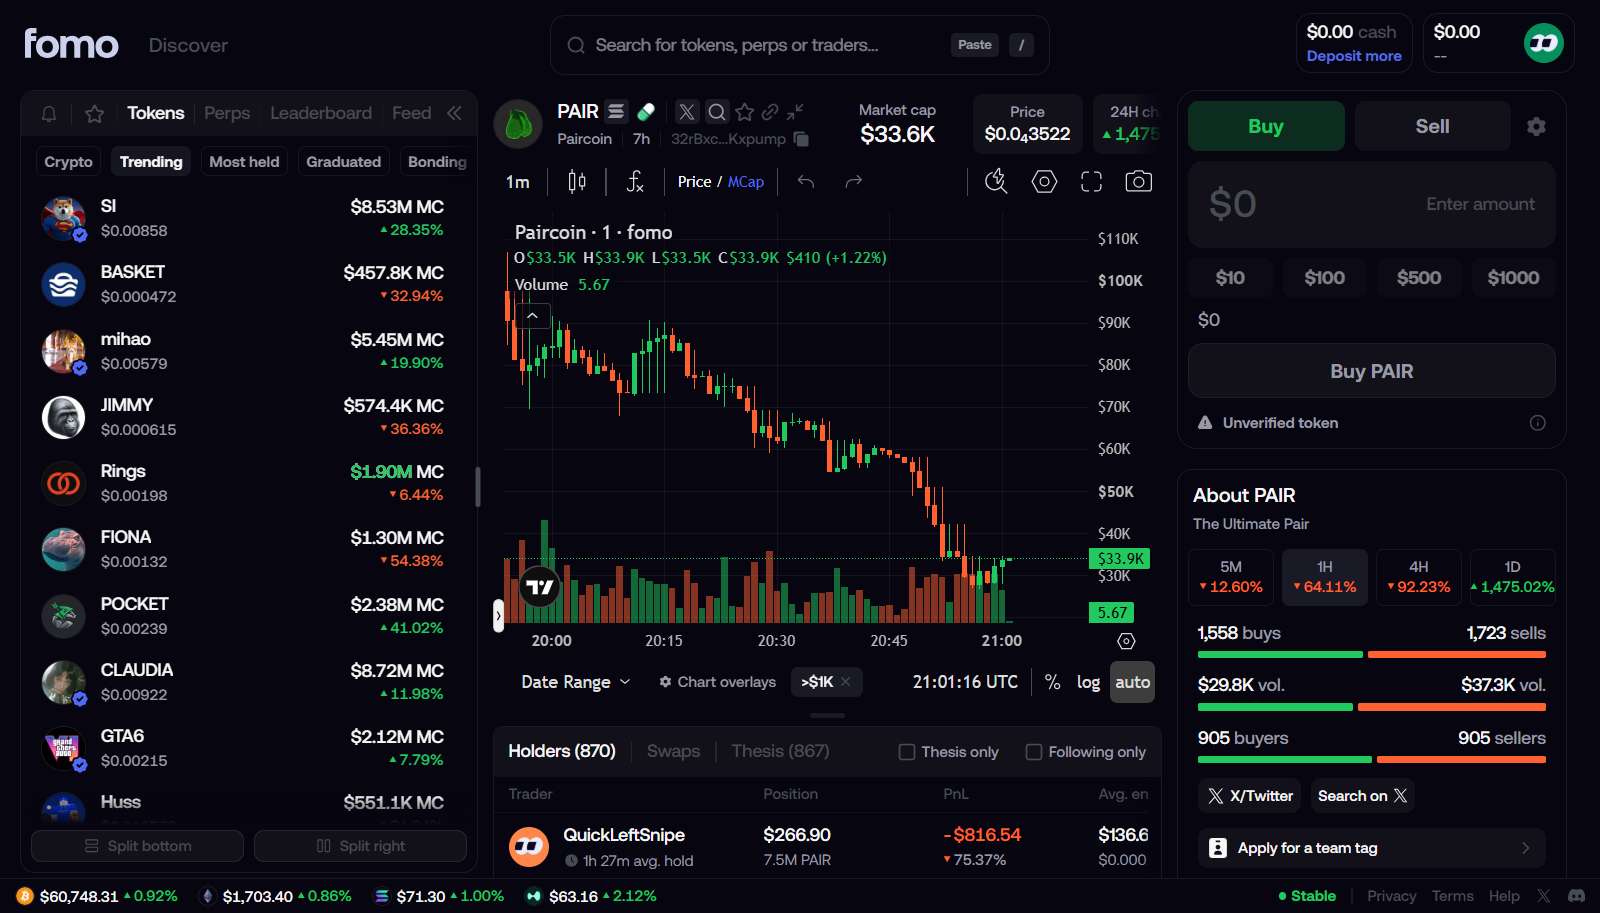 fomo
Discover
Search for tokens, perps or traders...
Paste
/
$0.00 cash
Deposit more
$0.00
--
Tokens
Perps
Leaderboard
Feed
Crypto
Trending
Most held
Graduated
Bonding
SI
$0.00858
$8.53M MC
28.35%
BASKET
$0.000472
$457.8K MC
32.94%
mihao
$0.00579
$5.45M MC
19.90%
JIMMY
$0.000615
$574.4K MC
36.36%
Rings
$0.00198
$1.90M MC
6.44%
FIONA
$0.00132
$1.30M MC
54.38%
POCKET
$0.00239
$2.38M MC
41.02%
CLAUDIA
$0.00922
$8.72M MC
11.98%
GTA6
$0.00215
$2.12M MC
7.79%
Huss
$551.1K MC
Split bottom
Split right
PAIR
Paircoin
7h
32rBxc...Kxpump
Market cap
$33.6K
Price
$0.0₄3522
24H ch
1,475
1m
Price / MCap
Paircoin · 1 · fomo
O$33.5K H$33.9K L$33.5K C$33.9K $410 (+1.22%)
Volume 5.67
$110K
$100K
$90K
$80K
$70K
$60K
$50K
$40K
$33.9K
$30K
5.67
20:00
20:15
20:30
20:45
21:00
Date Range
Chart overlays
>$1K
21:01:16 UTC
%
log
auto
Holders (870)
Swaps
Thesis (867)
Thesis only
Following only
Trader
Position
PnL
Avg. en
QuickLeftSnipe
1h 27m avg. hold
$266.90
7.5M PAIR
-$816.54
75.37%
$136.6
$0.000
Buy
Sell
$0
Enter amount
$10
$100
$500
$1000
$0
Buy PAIR
Unverified token
About PAIR
The Ultimate Pair
5M
12.60%
1H
64.11%
4H
92.23%
1D
1,475.02%
1,558 buys
1,723 sells
$29.8K vol.
$37.3K vol.
905 buyers
905 sellers
X/Twitter
Search on X
Apply for a team tag
$60,748.31
0.92%
$1,703.40
0.86%
$71.30
1.00%
$63.16
2.12%
Stable
Privacy
Terms
Help